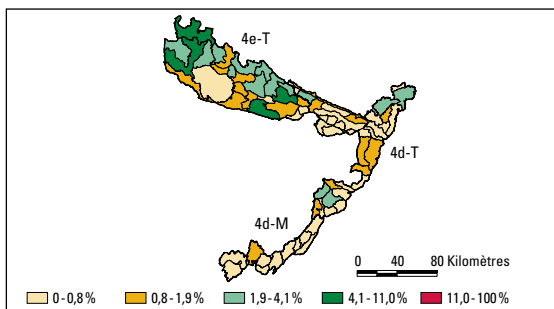 4e-T
4d-T
4d-M
0 40 80 Kilomètres
0 - 0,8 % 0,8 - 1,9 % 1,9 - 4,1 % 4,1 - 11,0 % 11,0 - 100 %